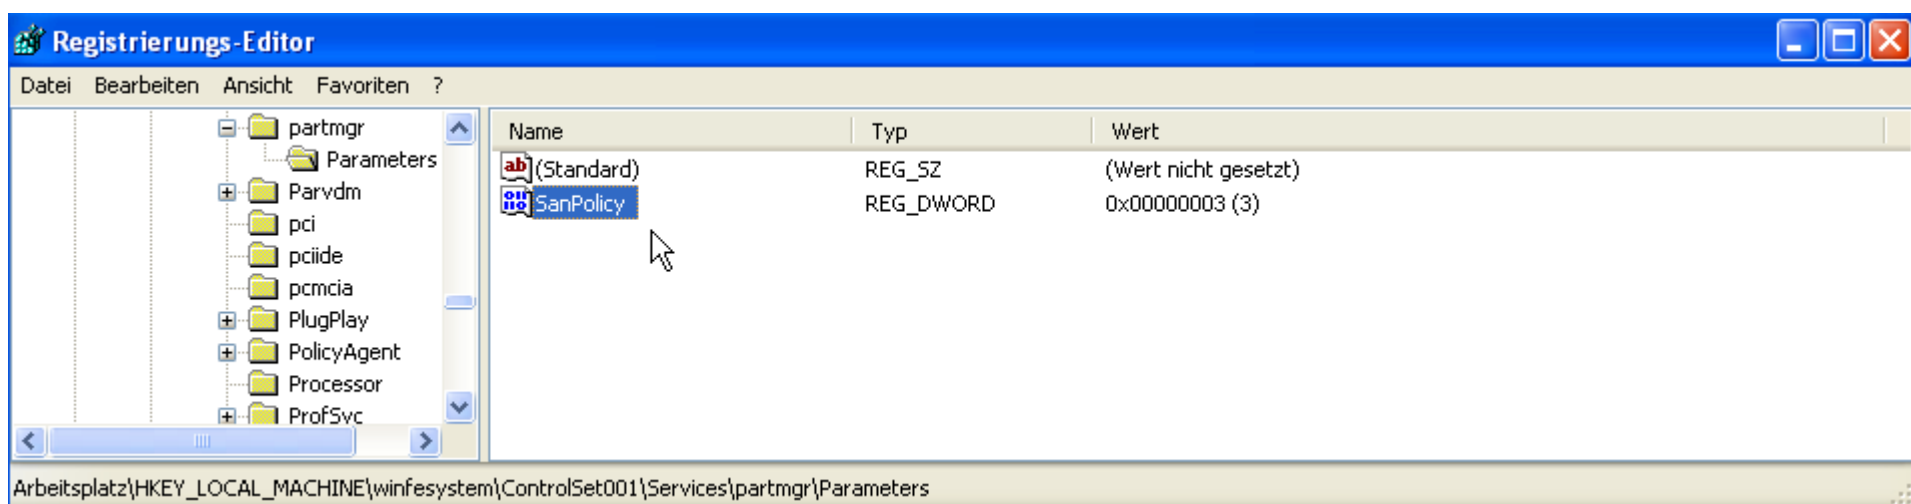 Registrierungs-Editor
Datei Bearbeiten Ansicht Favoriten ?
partmgr
Parameters
Parvdm
pci
pciide
pcmcia
PlugPlay
PolicyAgent
Processor
ProfSvc
Name Typ Wert
(Standard) REG_SZ (Wert nicht gesetzt)
SanPolicy REG_DWORD 0x00000003 (3)
Arbeitsplatz\HKEY_LOCAL_MACHINE\winfesystem\ControlSet001\Services\partmgr\Parameters